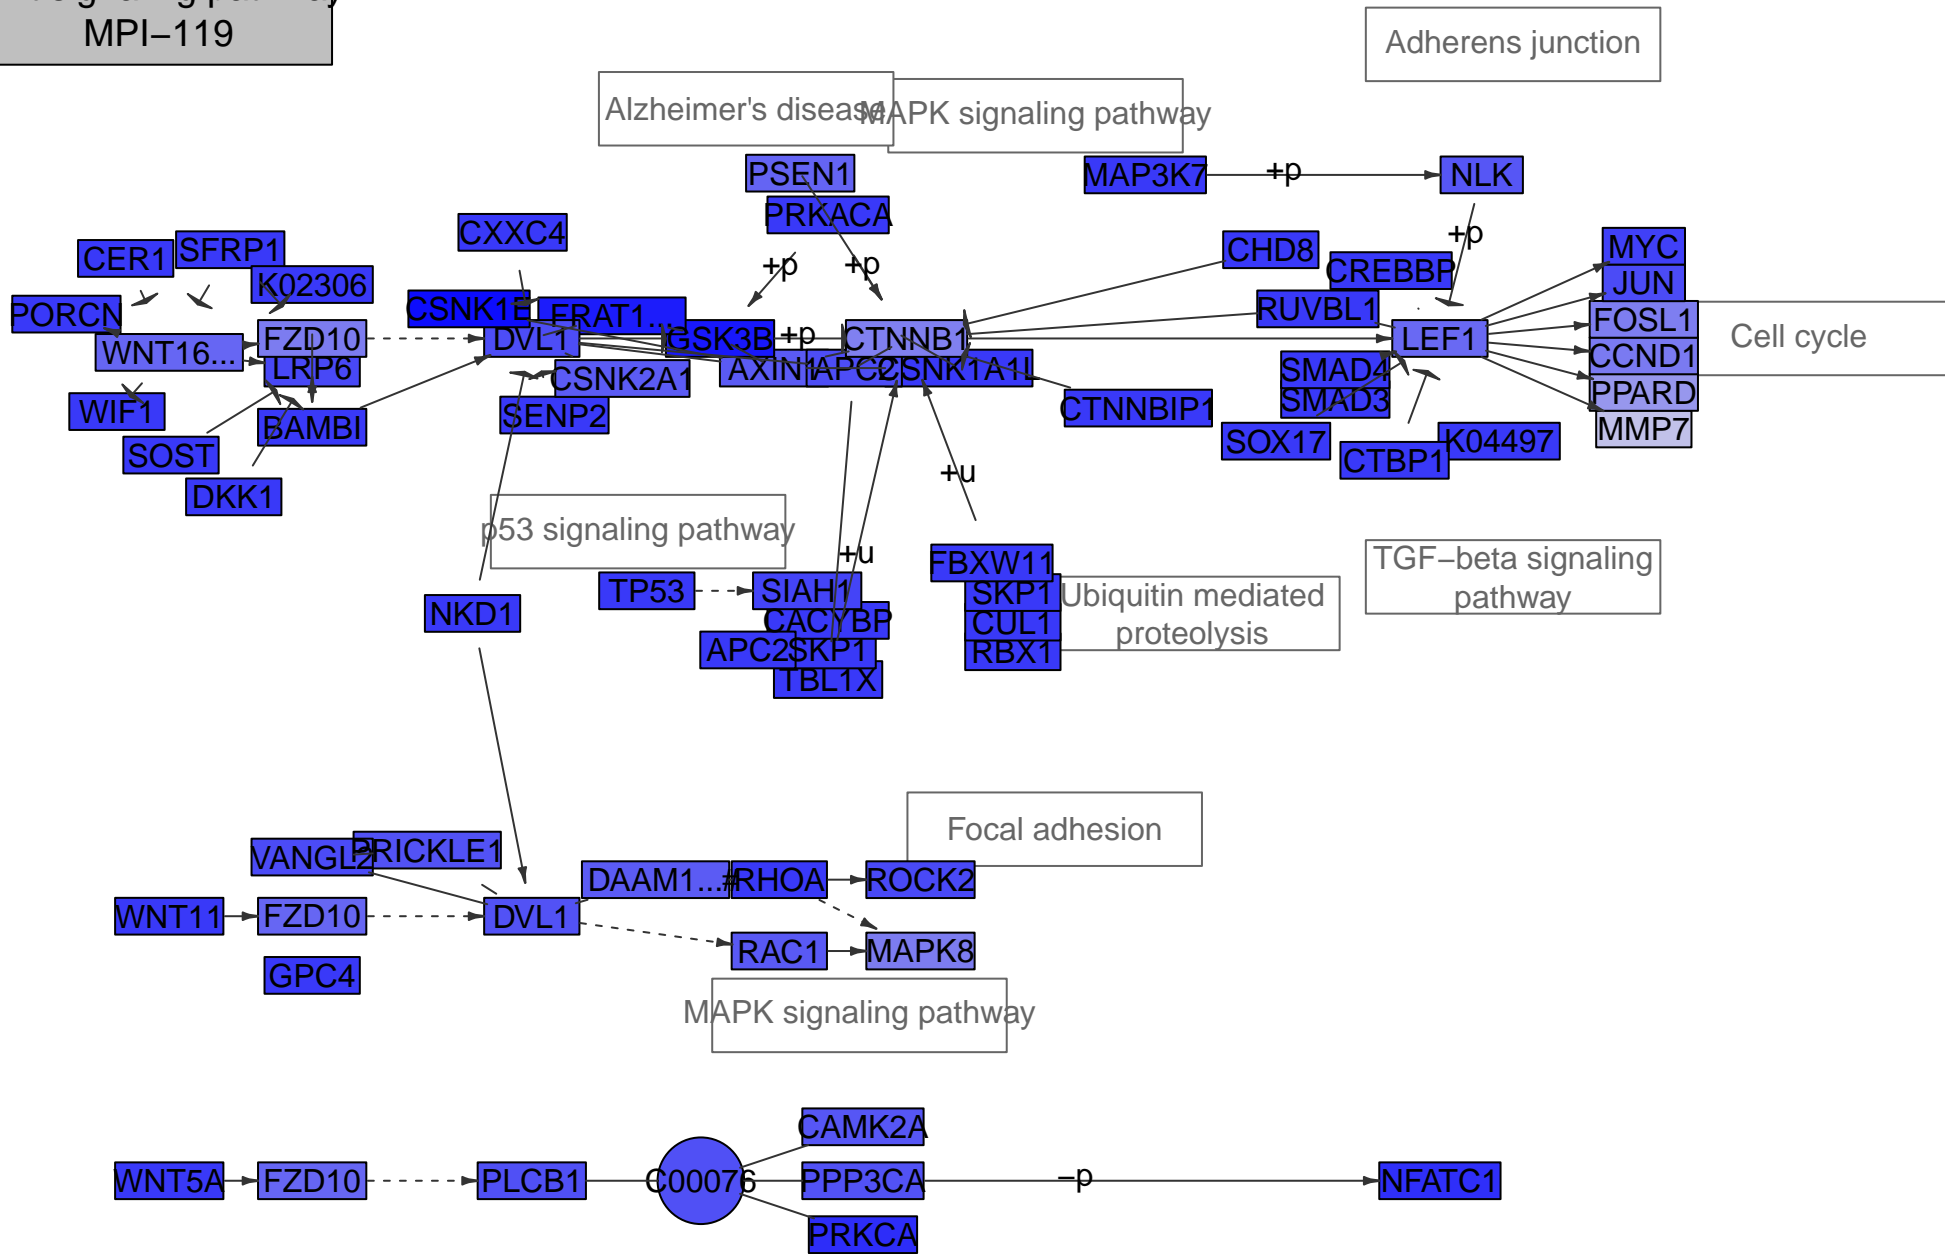 signaling pathway
MPI−119
Adherens junction
Alzheimer's disease
MAPK signaling pathway
PSEN1
MAP3K7
+p
NLK
PRKACA
CXXC4
CER1
SFRP1
K02306
+p
+p
CHD8
CREBBP
+p
MYC
JUN
PORCN
CSNK1E
FRAT1...
RUVBL1
FOSL1
WNT16...
FZD10
DVL1
GSK3B
+p
CTNNB1
LEF1
Cell cycle
CCND1
LRP6
CSNK2A1
AXIN1
APC2
CSNK1A1L
SMAD4
PPARD
WIF1
BAMBI
SENP2
CTNNBIP1
SMAD3
MMP7
SOST
SOX17
CTBP1
K04497
DKK1
+u
p53 signaling pathway
+u
FBXW11
TGF−beta signaling
pathway
TP53
SIAH1
SKP1
Ubiquitin mediated
proteolysis
NKD1
CACYBP
CUL1
APC2
SKP1
RBX1
TBL1X
Focal adhesion
VANGL2
PRICKLE1
DAAM1...
#
RHOA
ROCK2
WNT11
FZD10
DVL1
RAC1
MAPK8
GPC4
MAPK signaling pathway
CAMK2A
WNT5A
FZD10
PLCB1
C00076
PPP3CA
−p
NFATC1
PRKCA